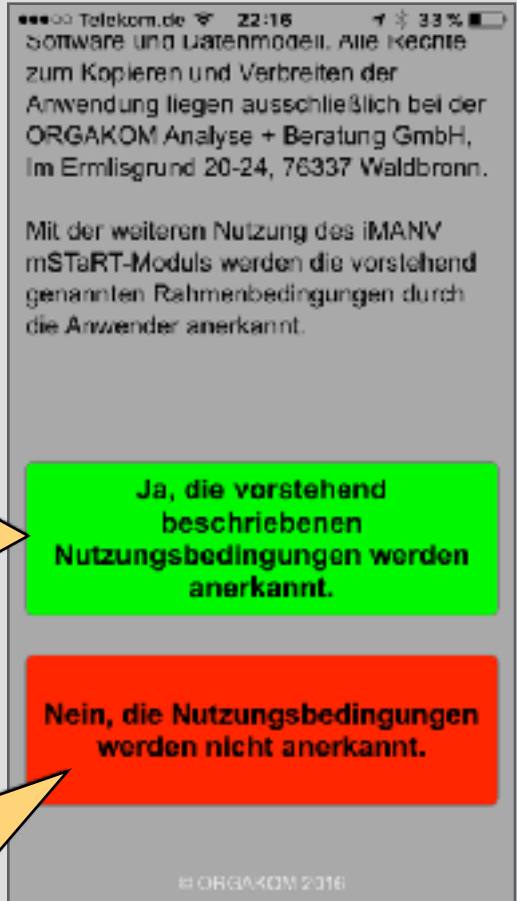 Telekom.de 22:16 33 %
Software und Datenmodell. Alle Rechte
zum Kopieren und Verbreiten der
Anwendung liegen ausschließlich bei der
ORGAKOM Analyse + Beratung GmbH,
Im Ermlisgrund 20-24, 76337 Waldbronn.
Mit der weiteren Nutzung des iMANV
mSTaRT-Moduls werden die vorstehend
genannten Rahmenbedingungen durch
die Anwender anerkannt.
Ja, die vorstehend
beschriebenen
Nutzungsbedingungen werden
anerkannt.
Nein, die Nutzungsbedingungen
werden nicht anerkannt.
© ORGAKOM 2016